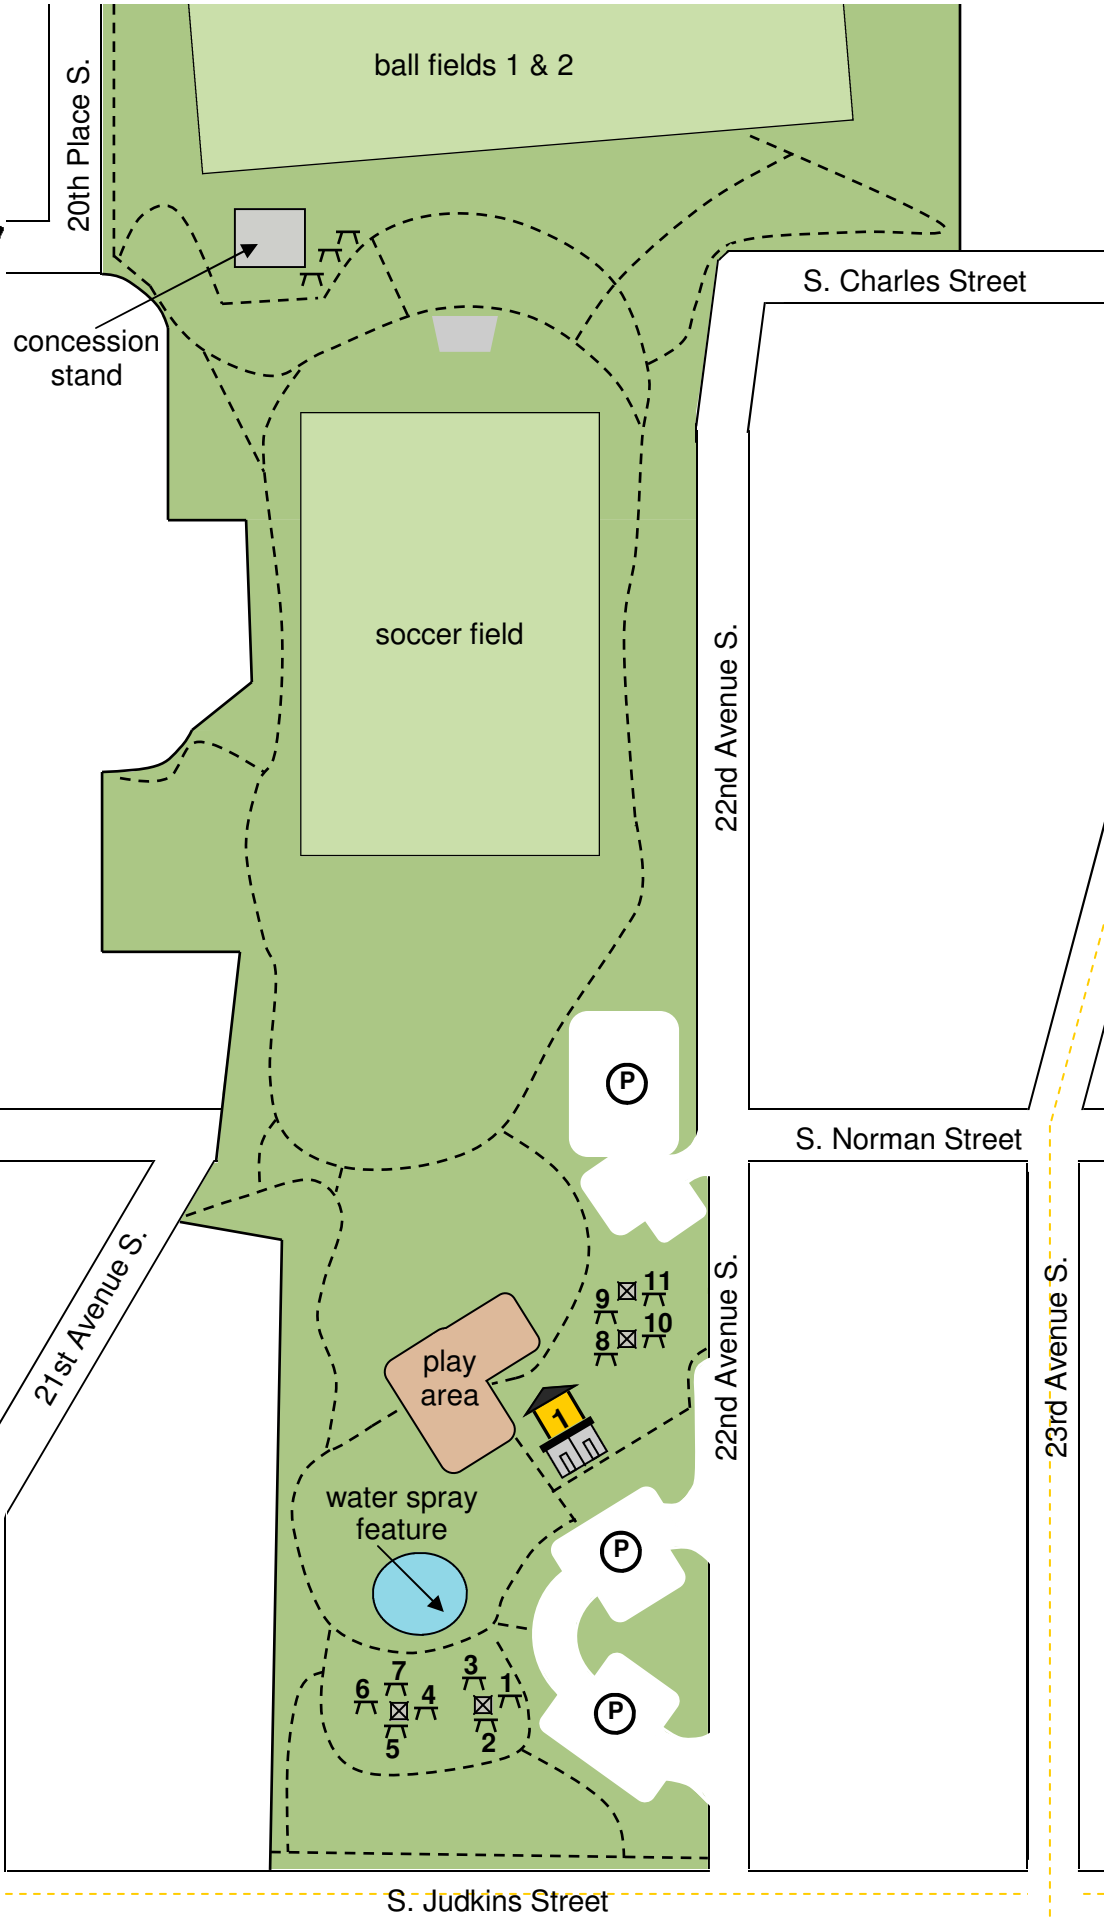 ball fields 1 & 2
20th Place S.
S. Charles Street
concession
stand
soccer field
22nd Avenue S.
P
S. Norman Street
21st Avenue S.
11
9
10
8
22nd Avenue S.
23rd Avenue S.
play
area
1
water spray
feature
P
7
3
6
4
1
P
5
2
S. Judkins Street